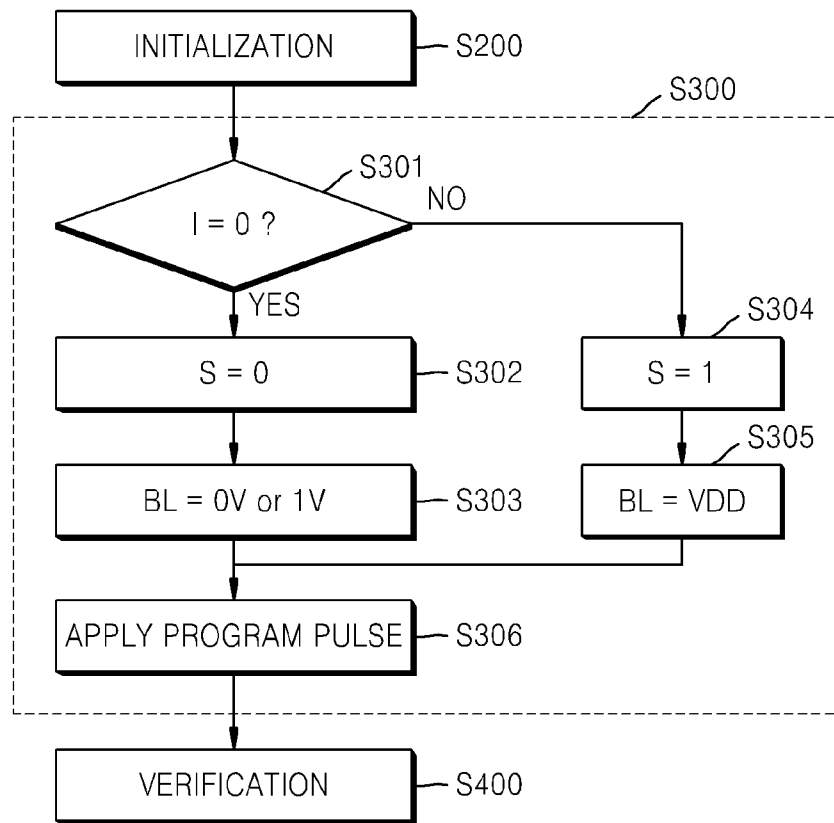 INITIALIZATION
S200
S300
S301
I = 0 ?
NO
YES
S304
S = 0
S302
S = 1
S305
BL = 0V or 1V
S303
BL = VDD
APPLY PROGRAM PULSE
S306
VERIFICATION
S400